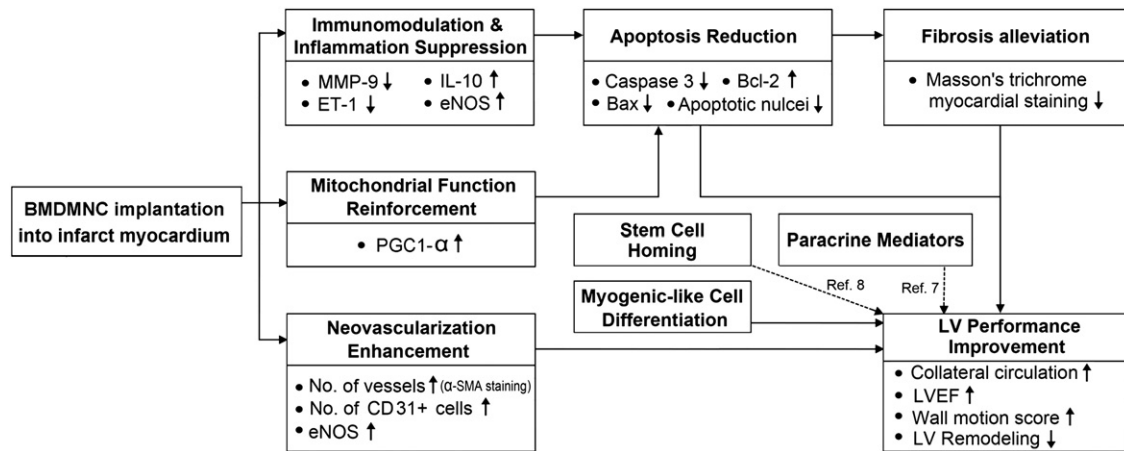 Immunomodulation &
Inflammation Suppression
• MMP-9 ↓ • IL-10 ↑
• ET-1 ↓ • eNOS ↑
Apoptosis Reduction
• Caspase 3 ↓ • Bcl-2 ↑
• Bax ↓ • Apoptotic nulcei ↓
Fibrosis alleviation
• Masson's trichrome
myocardial staining ↓
BMDMNC implantation
into infarct myocardium
Mitochondrial Function
Reinforcement
• PGC1-α ↑
Stem Cell
Homing
Paracrine Mediators
Ref. 8
Ref. 7
Myogenic-like Cell
Differentiation
Neovascularization
Enhancement
• No. of vessels ↑ (α-SMA staining)
• No. of CD31+ cells ↑
• eNOS ↑
LV Performance
Improvement
• Collateral circulation ↑
• LVEF ↑
• Wall motion score ↑
• LV Remodeling ↓